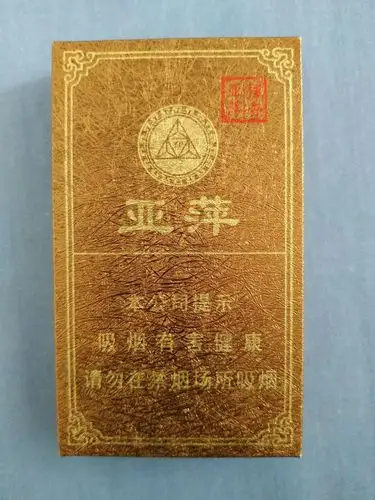 亚萍
本公司提示
吸烟有害健康
请勿在禁烟场所吸烟